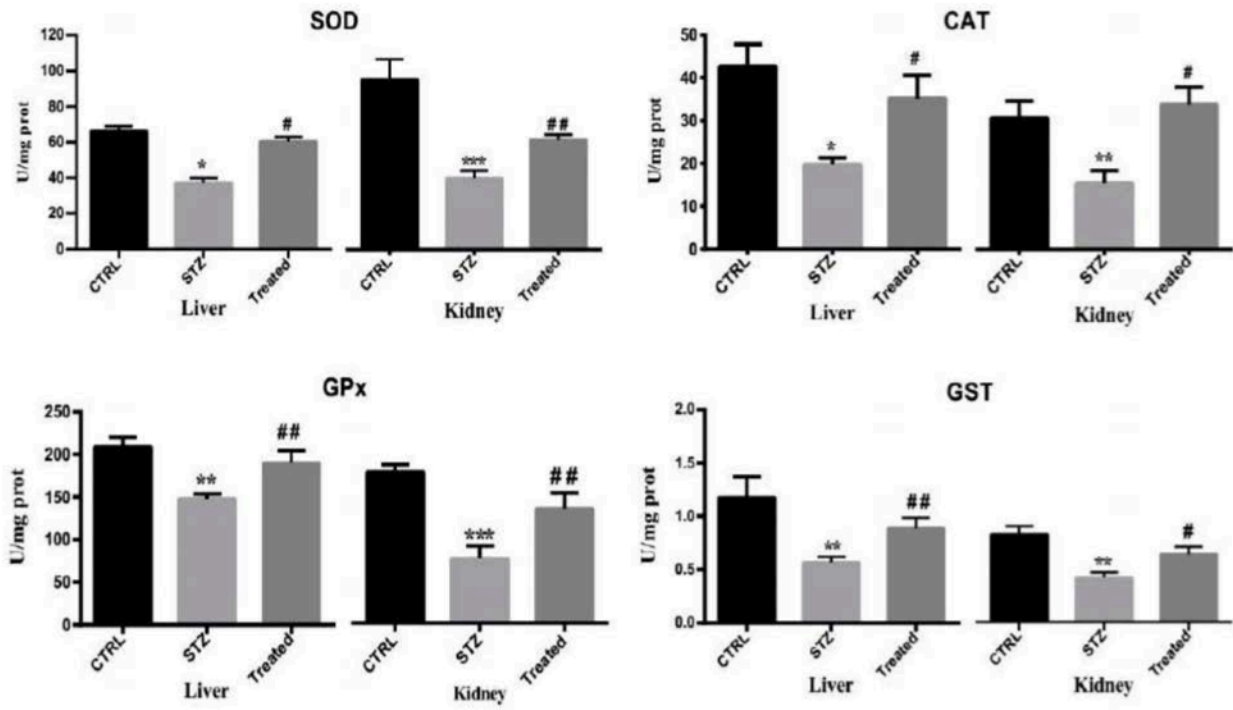 SOD
U/mg prot
120
100
80
60
40
20
0
*
#
***
##
CTRL
STZ
Treated
CTRL
STZ
Treated
Liver
Kidney
CAT
U/mg prot
50
40
30
20
10
0
*
#
**
#
CTRL
STZ
Treated
CTRL
STZ
Treated
Liver
Kidney
GPx
U/mg prot
250
200
150
100
50
0
**
##
***
##
CTRL
STZ
Treated
CTRL
STZ
Treated
Liver
Kidney
GST
U/mg prot
2.0
1.5
1.0
0.5
0.0
**
##
**
#
CTRL
STZ
Treated
CTRL
STZ
Treated
Liver
Kidney